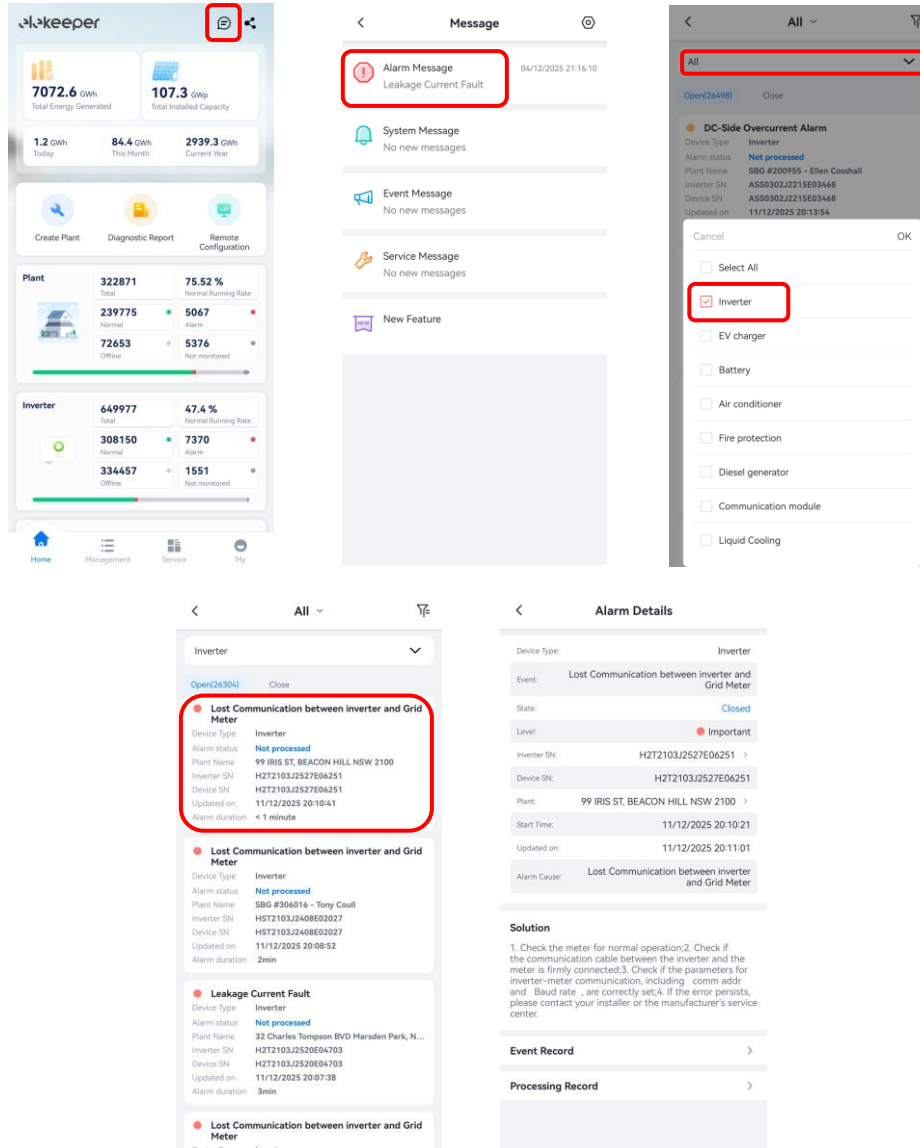 elekeeper
7072.6 GWh
Total Energy Generated
107.3 GWp
Total Installed Capacity
1.2 GWh
Today
84.4 GWh
This Month
2939.3 GWh
Current Year
Create Plant
Diagnostic Report
Remote
Configuration
Plant
322871
Total
75.52 %
Normal Running Rate
239775
Normal
5067
Alarm
72653
Offline
5376
Not monitored
Inverter
649977
Total
47.4 %
Normal Running Rate
308150
Normal
7370
Alarm
334457
Offline
1551
Not monitored
Home
Management
Service
My
Message
Alarm Message
04/12/2025 21:16:10
Leakage Current Fault
System Message
No new messages
Event Message
No new messages
Service Message
No new messages
NEW
New Feature
All
All
Open(26498)
Close
DC-Side Overcurrent Alarm
Device Type Inverter
Alarm status Not processed
Plant Name SBG #200955 - Ellen Cosshall
Inverter SN ASS0302J2215E03468
Device SN ASS0302J2215E03468
Updated on 11/12/2025 20:13:54
Cancel
OK
Select All
Inverter
EV charger
Battery
Air conditioner
Fire protection
Diesel generator
Communication module
Liquid Cooling
All
Inverter
Open(26304)
Close
Lost Communication between inverter and Grid
Meter
Device Type Inverter
Alarm status Not processed
Plant Name 99 IRIS ST, BEACON HILL NSW 2100
Inverter SN H2T2103J2527E06251
Device SN H2T2103J2527E06251
Updated on 11/12/2025 20:10:41
Alarm duration < 1 minute
Lost Communication between inverter and Grid
Meter
Device Type Inverter
Alarm status Not processed
Plant Name SBG #306016 - Tony Coull
Inverter SN HST2103J2408E02027
Device SN HST2103J2408E02027
Updated on 11/12/2025 20:08:52
Alarm duration 2min
Leakage Current Fault
Device Type Inverter
Alarm status Not processed
Plant Name 32 Charles Tompson BVD Marsden Park, N...
Inverter SN H2T2103J2520E04703
Device SN H2T2103J2520E04703
Updated on 11/12/2025 20:07:38
Alarm duration 3min
Lost Communication between inverter and Grid
Meter
Alarm Details
Device Type: Inverter
Event: Lost Communication between inverter and
Grid Meter
State: Closed
Level: Important
Inverter SN: H2T2103J2527E06251
Device SN: H2T2103J2527E06251
Plant: 99 IRIS ST, BEACON HILL NSW 2100
Start Time: 11/12/2025 20:10:21
Updated on: 11/12/2025 20:11:01
Alarm Cause: Lost Communication between inverter
and Grid Meter
Solution
1. Check the meter for normal operation;2. Check if
the communication cable between the inverter and the
meter is firmly connected;3. Check if the parameters for
inverter-meter communication, including comm addr
and Baud rate , are correctly set;4. If the error persists,
please contact your installer or the manufacturer's service
center.
Event Record
Processing Record